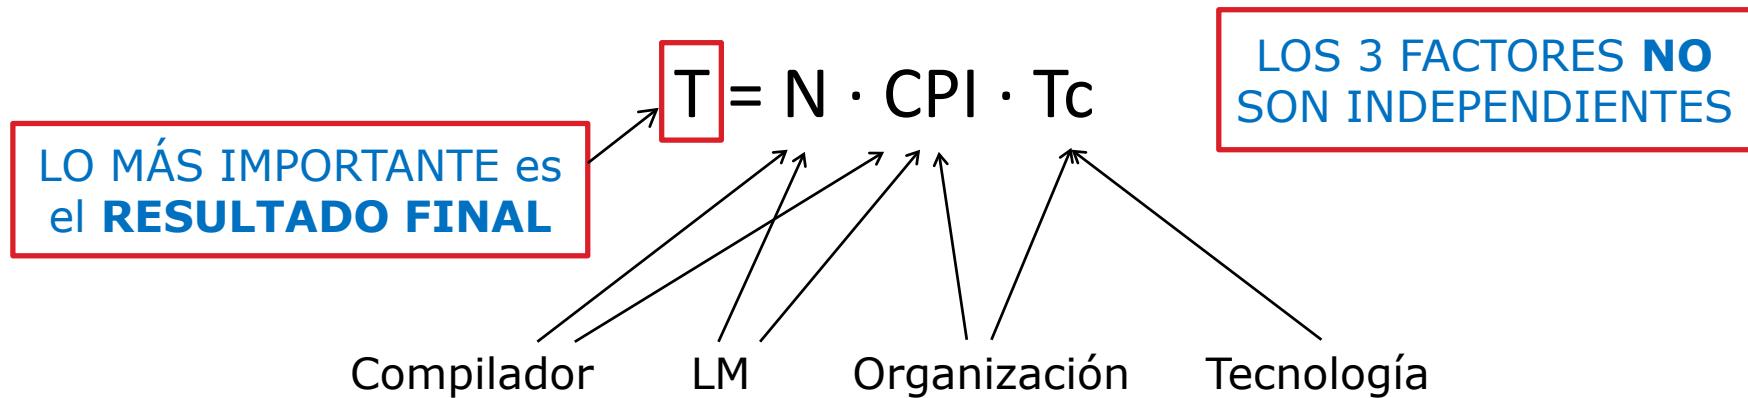 T = N · CPI · Tc
LOS 3 FACTORES NO
SON INDEPENDIENTES
LO MÁS IMPORTANTE es
el RESULTADO FINAL
Compilador LM Organización Tecnología